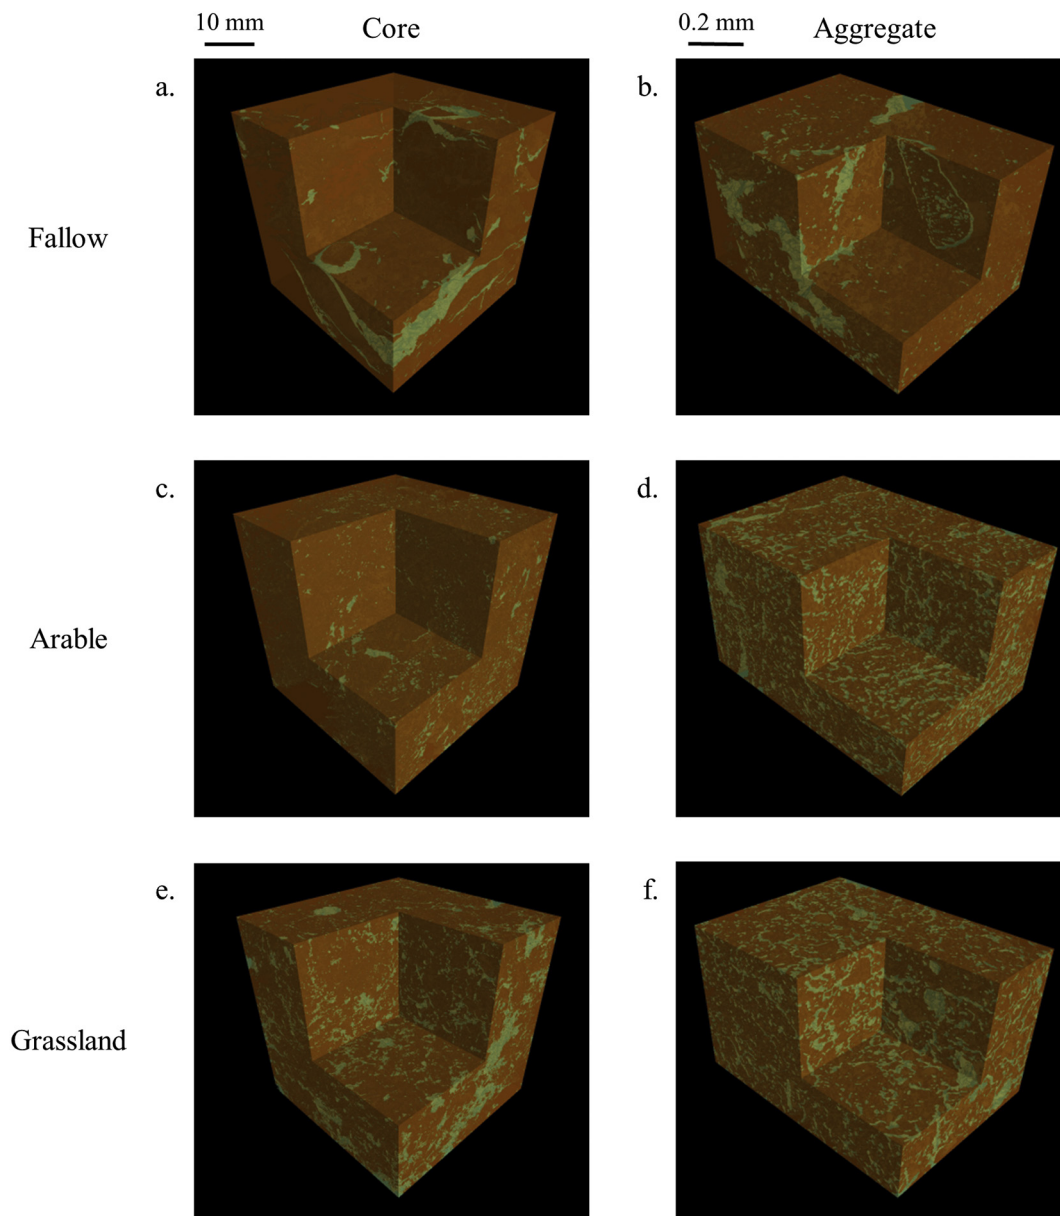 10 mm
Core
0.2 mm
Aggregate
a.
b.
Fallow
c.
d.
Arable
e.
f.
Grassland